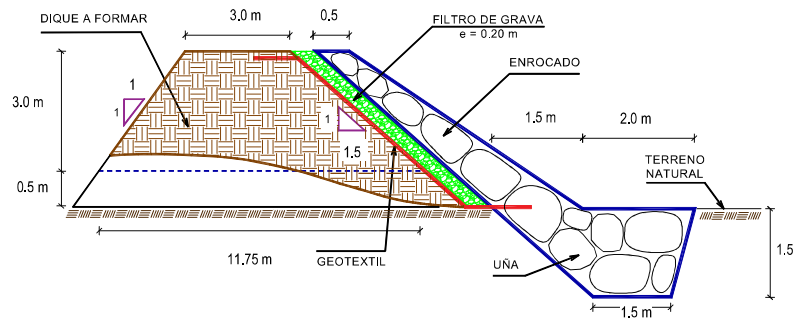 3.0 m
0.5
DIQUE A FORMAR
FILTRO DE GRAVA
e = 0.20 m
ENROCADO
3.0 m
1
1
1
1.5
1.5 m
2.0 m
TERRENO
NATURAL
0.5 m
11.75 m
GEOTEXTIL
UÑA
1.5
1.5 m